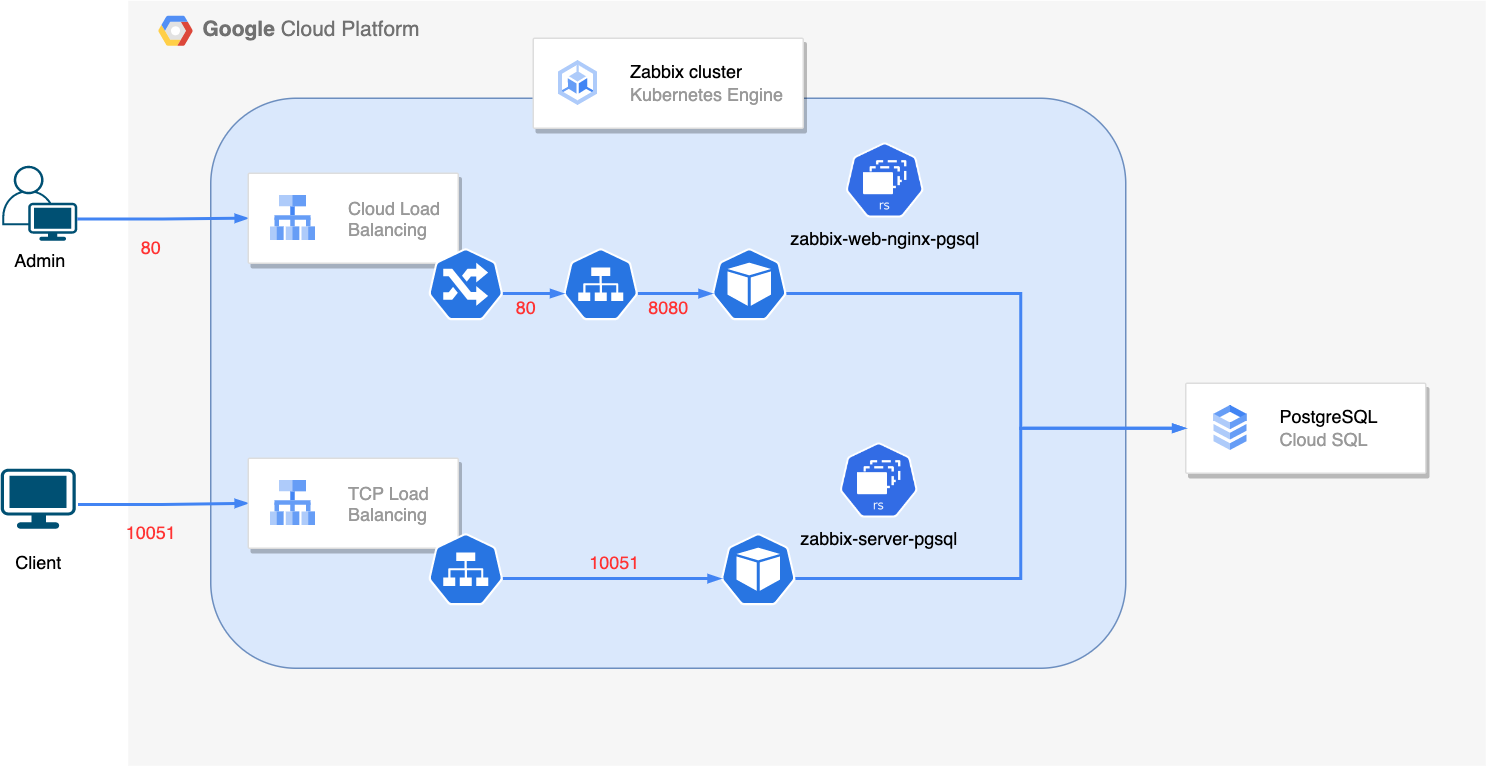 Google Cloud Platform
Zabbix cluster
Kubernetes Engine
Cloud Load
Balancing
rs
zabbix-web-nginx-pgsql
Admin
80
80
8080
PostgreSQL
Cloud SQL
TCP Load
Balancing
rs
zabbix-server-pgsql
Client
10051
10051